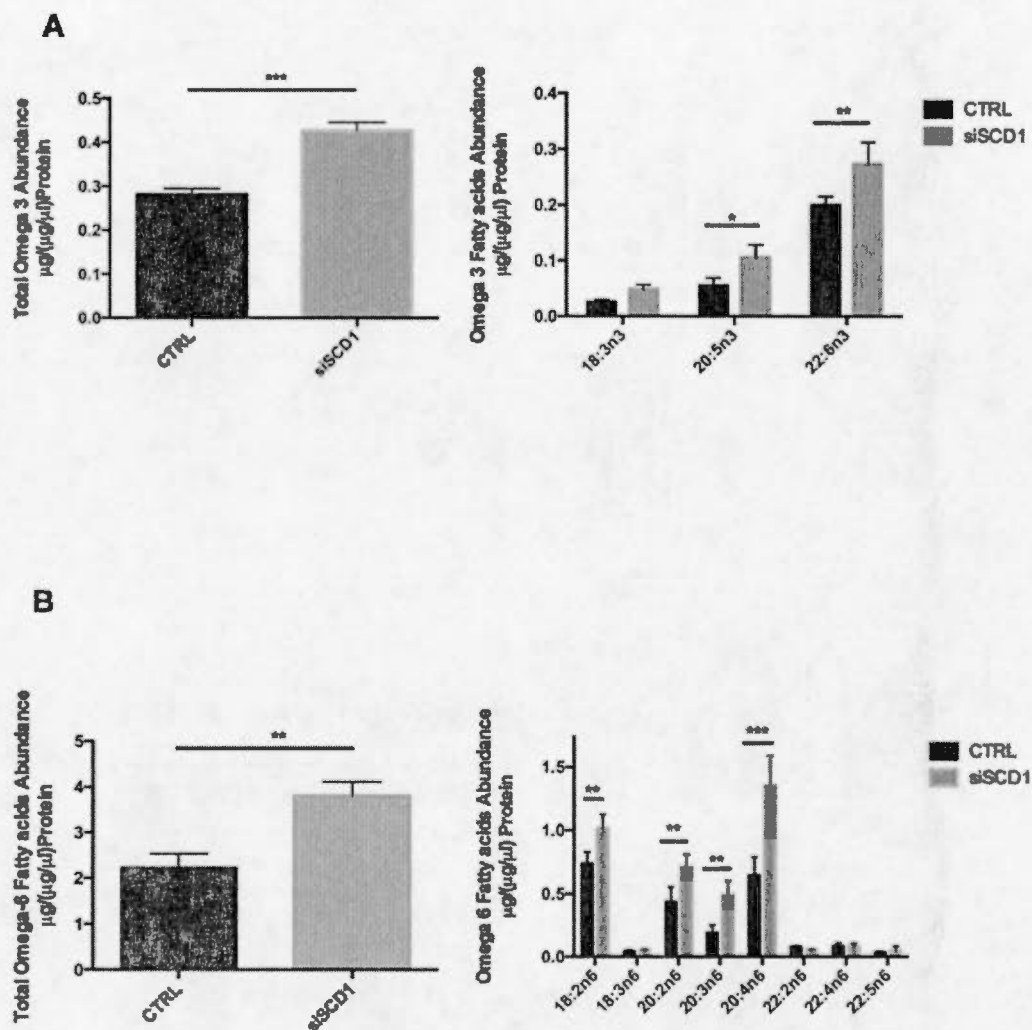 A
Total Omega 3 Abundance
µg/(µg/µl)Protein
0.5
0.4
0.3
0.2
0.1
0.0
***
CTRL
siSCD1
Omega 3 Fatty acids Abundance
µg/(µg/µl) Protein
0.4
0.3
0.2
0.1
0.0
*
**
18:3n3
20:5n3
22:6n3
CTRL
siSCD1
B
Total Omega-6 Fatty acids Abundance
µg/(µg/µl)Protein
5
4
3
2
1
0
**
CTRL
siSCD1
Omega 6 Fatty acids Abundance
µg/(µg/µl) Protein
1.5
1.0
0.5
0.0
**
**
**
***
18:2n6
18:3n6
20:2n6
20:3n6
20:4n6
22:2n6
22:4n6
22:5n6
CTRL
siSCD1